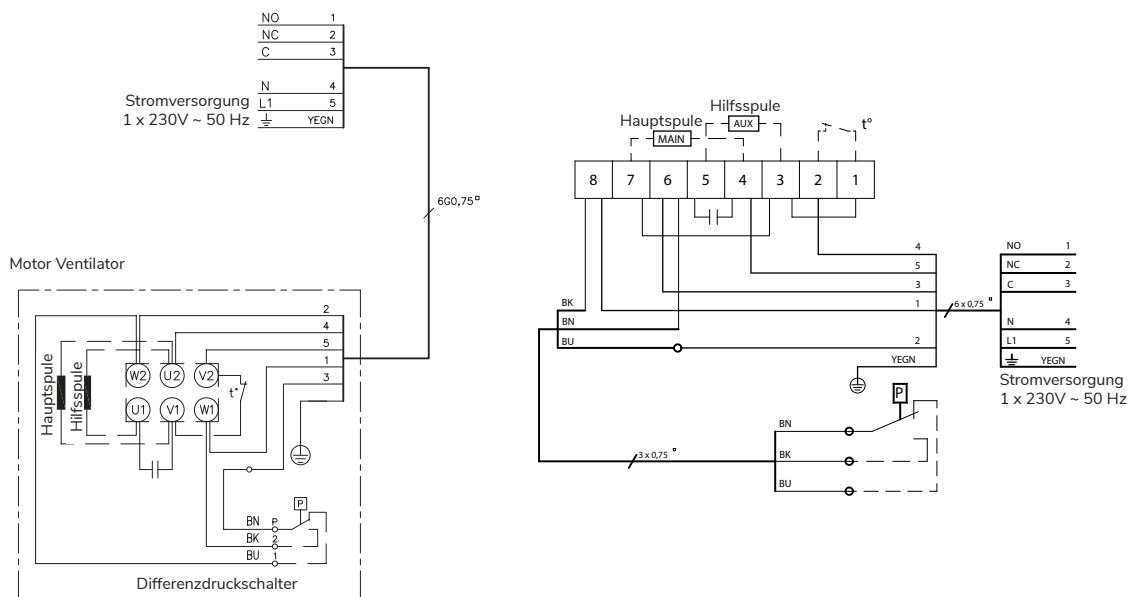 NO 1
NC 2
C 3
N 4
L1 5
YEGN
Stromversorgung
1 x 230V ~ 50 Hz
6G0,75
Motor Ventilator
2
4
5
1
3
Hauptspule
Hilfsspule
W2 U2 V2
U1 V1 W1
t°
P
BN P
BK 2
BU 1
Differenzdruckschalter
Hilfsspule
Hauptspule
AUX
MAIN
t°
8 7 6 5 4 3 2 1
4
5
3
1
2
YEGN
BK
BN
BU
6 x 0,75
NO 1
NC 2
C 3
N 4
L1 5
YEGN
Stromversorgung
1 x 230V ~ 50 Hz
P
BN
BK
BU
3 x 0,75